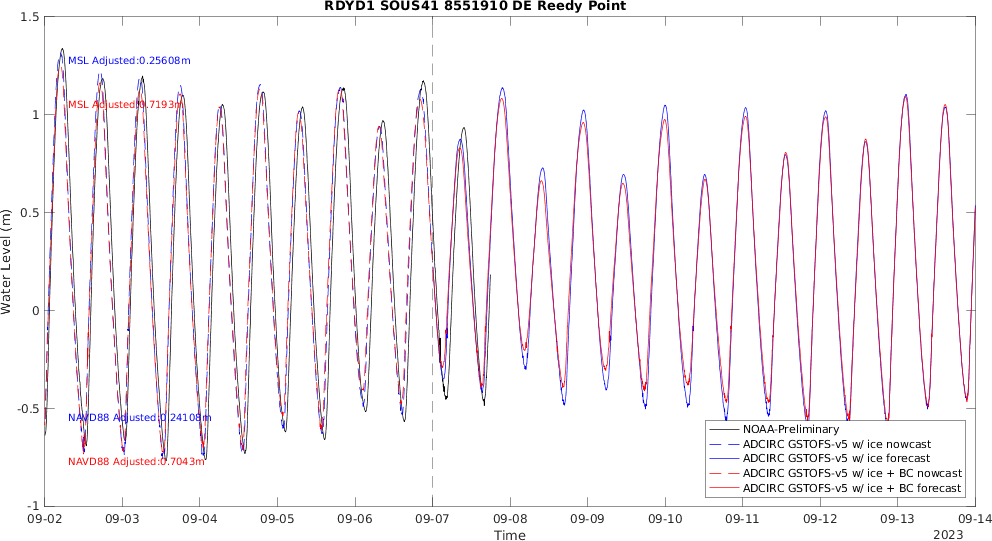 RDYD1 SOUS41 8551910 DE Reedy Point
1.5
MSL Adjusted:0.25608m
MSL Adjusted:0.7193m
1
0.5
Water Level (m)
0
-0.5
NAVD88 Adjusted:0.24108m
NAVD88 Adjusted:0.7043m
-1
NOAA-Preliminary
ADCIRC GSTOFS-v5 w/ ice nowcast
ADCIRC GSTOFS-v5 w/ ice forecast
ADCIRC GSTOFS-v5 w/ ice + BC nowcast
ADCIRC GSTOFS-v5 w/ ice + BC forecast
09-02 09-03 09-04 09-05 09-06 09-07 09-08 09-09 09-10 09-11 09-12 09-13 09-14
Time
2023